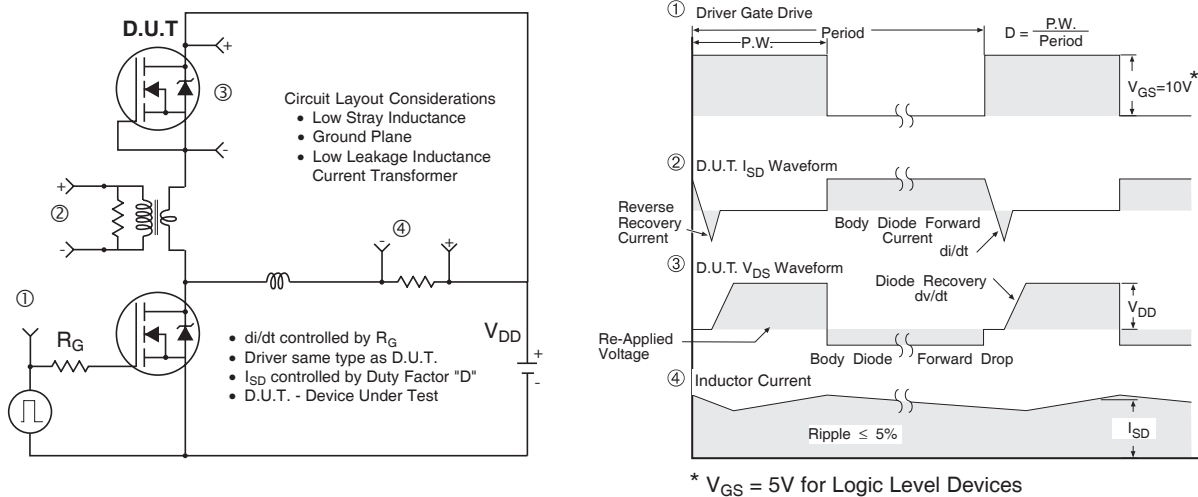 D.U.T
+
③
-
Circuit Layout Considerations
• Low Stray Inductance
• Ground Plane
• Low Leakage Inductance
Current Transformer
+
②
-
④
-
+
①
R_G
V_DD
+
-
• di/dt controlled by R_G
• Driver same type as D.U.T.
• I_SD controlled by Duty Factor "D"
• D.U.T. - Device Under Test
① Driver Gate Drive
Period
P.W.
D = P.W.
Period
V_GS=10V *
② D.U.T. I_SD Waveform
Reverse
Recovery
Current
Body Diode Forward
Current
di/dt
③ D.U.T. V_DS Waveform
Diode Recovery
dv/dt
V_DD
Re-Applied
Voltage
Body Diode Forward Drop
④ Inductor Current
Ripple ≤ 5%
I_SD
* V_GS = 5V for Logic Level Devices